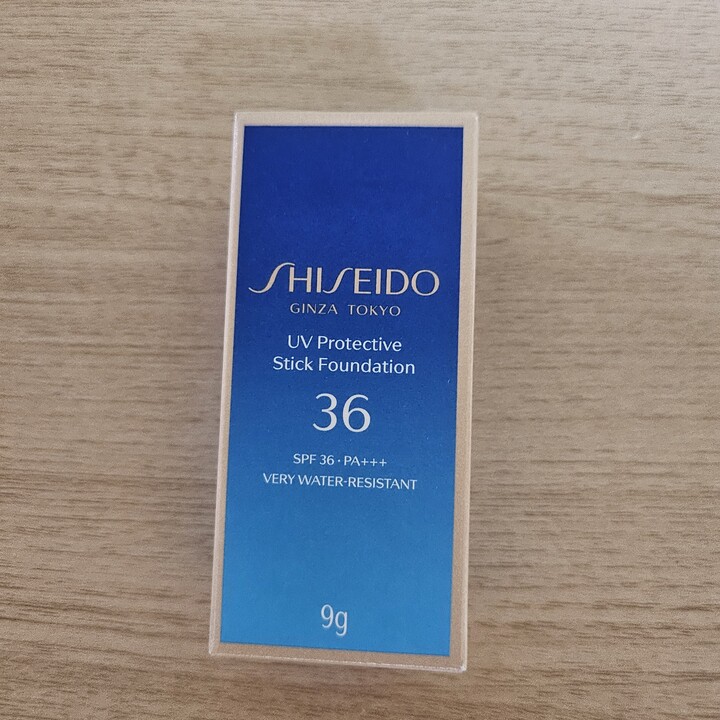 SHISEIDO
GINZA TOKYO
UV Protective
Stick Foundation
36
SPF 36 · PA+++
VERY WATER-RESISTANT
9g